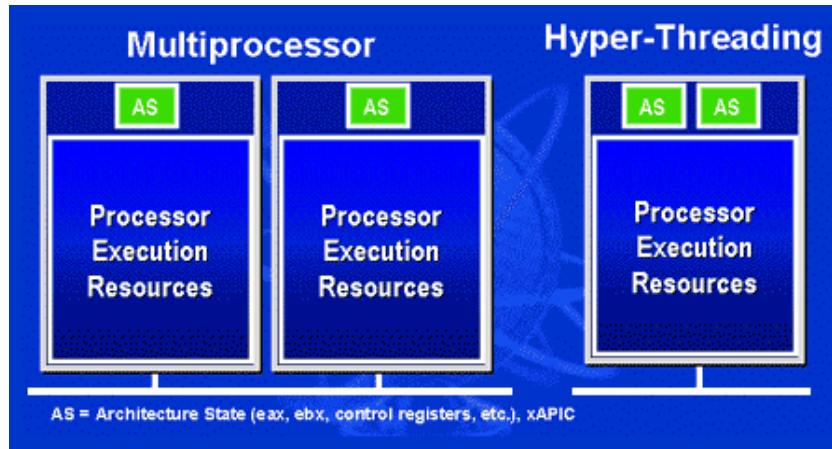 Multiprocessor
Hyper-Threading
AS
AS
AS
AS
Processor
Execution
Resources
Processor
Execution
Resources
Processor
Execution
Resources
AS = Architecture State (eax, ebx, control registers, etc.), xAPIC